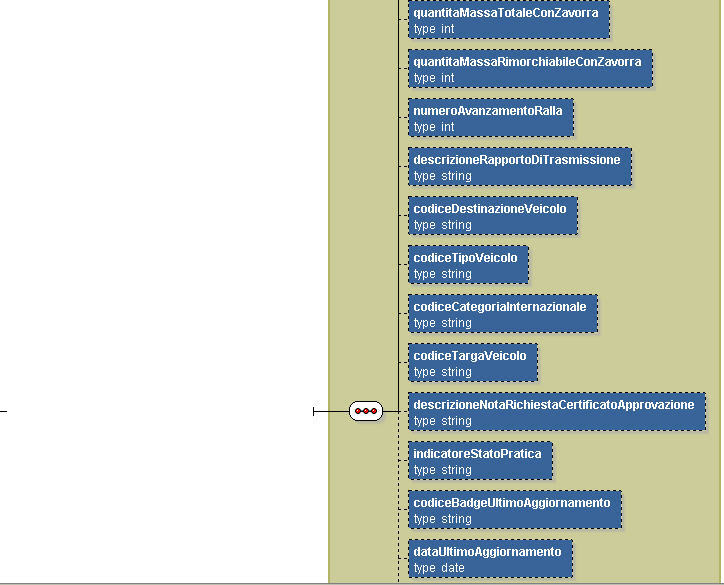 quantitaMassaTotaleConZavorra
type int
quantitaMassaRimorchiabileConZavorra
type int
numeroAvanzamentoRalla
type int
descrizioneRapportoDiTrasmissione
type string
codiceDestinazioneVeicolo
type string
codiceTipoVeicolo
type string
codiceCategoriaInternazionale
type string
codiceTargaVeicolo
type string
descrizioneNotaRichiestaCertificatoApprovazione
type string
indicatoreStatoPratica
type string
codiceBadgeUltimoAggiornamento
type string
dataUltimoAggiornamento
type date